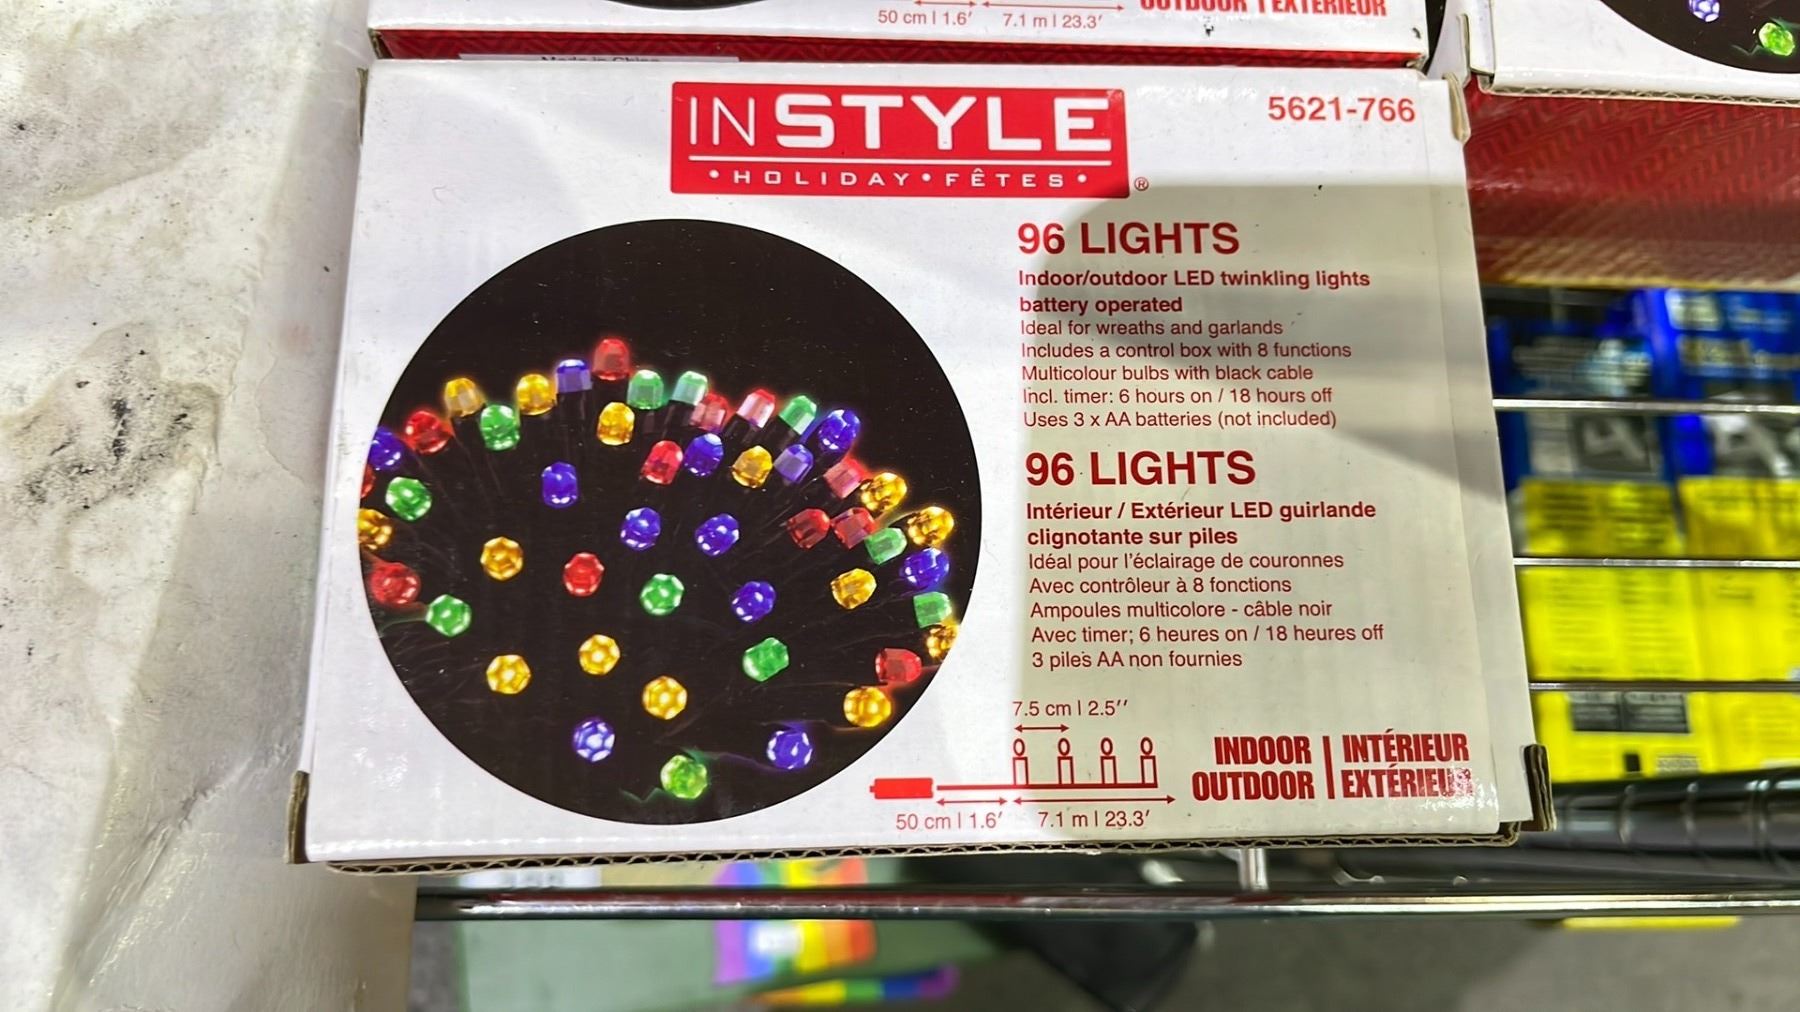 50 cm | 1.6' 7.1 m | 23.3'
OUTDOOR | EXTÉRIEUR
Made in China
INSTYLE
• HOLIDAY • FÊTES •
®
5621-766
96 LIGHTS
Indoor/outdoor LED twinkling lights
battery operated
Ideal for wreaths and garlands
Includes a control box with 8 functions
Multicolour bulbs with black cable
Incl. timer: 6 hours on / 18 hours off
Uses 3 x AA batteries (not included)
96 LIGHTS
Intérieur / Extérieur LED guirlande
clignotante sur piles
Idéal pour l'éclairage de couronnes
Avec contrôleur à 8 fonctions
Ampoules multicolore - câble noir
Avec timer; 6 heures on / 18 heures off
3 piles AA non fournies
7.5 cm | 2.5''
INDOOR | INTÉRIEUR
OUTDOOR | EXTÉRIEUR
50 cm | 1.6' 7.1 m | 23.3'